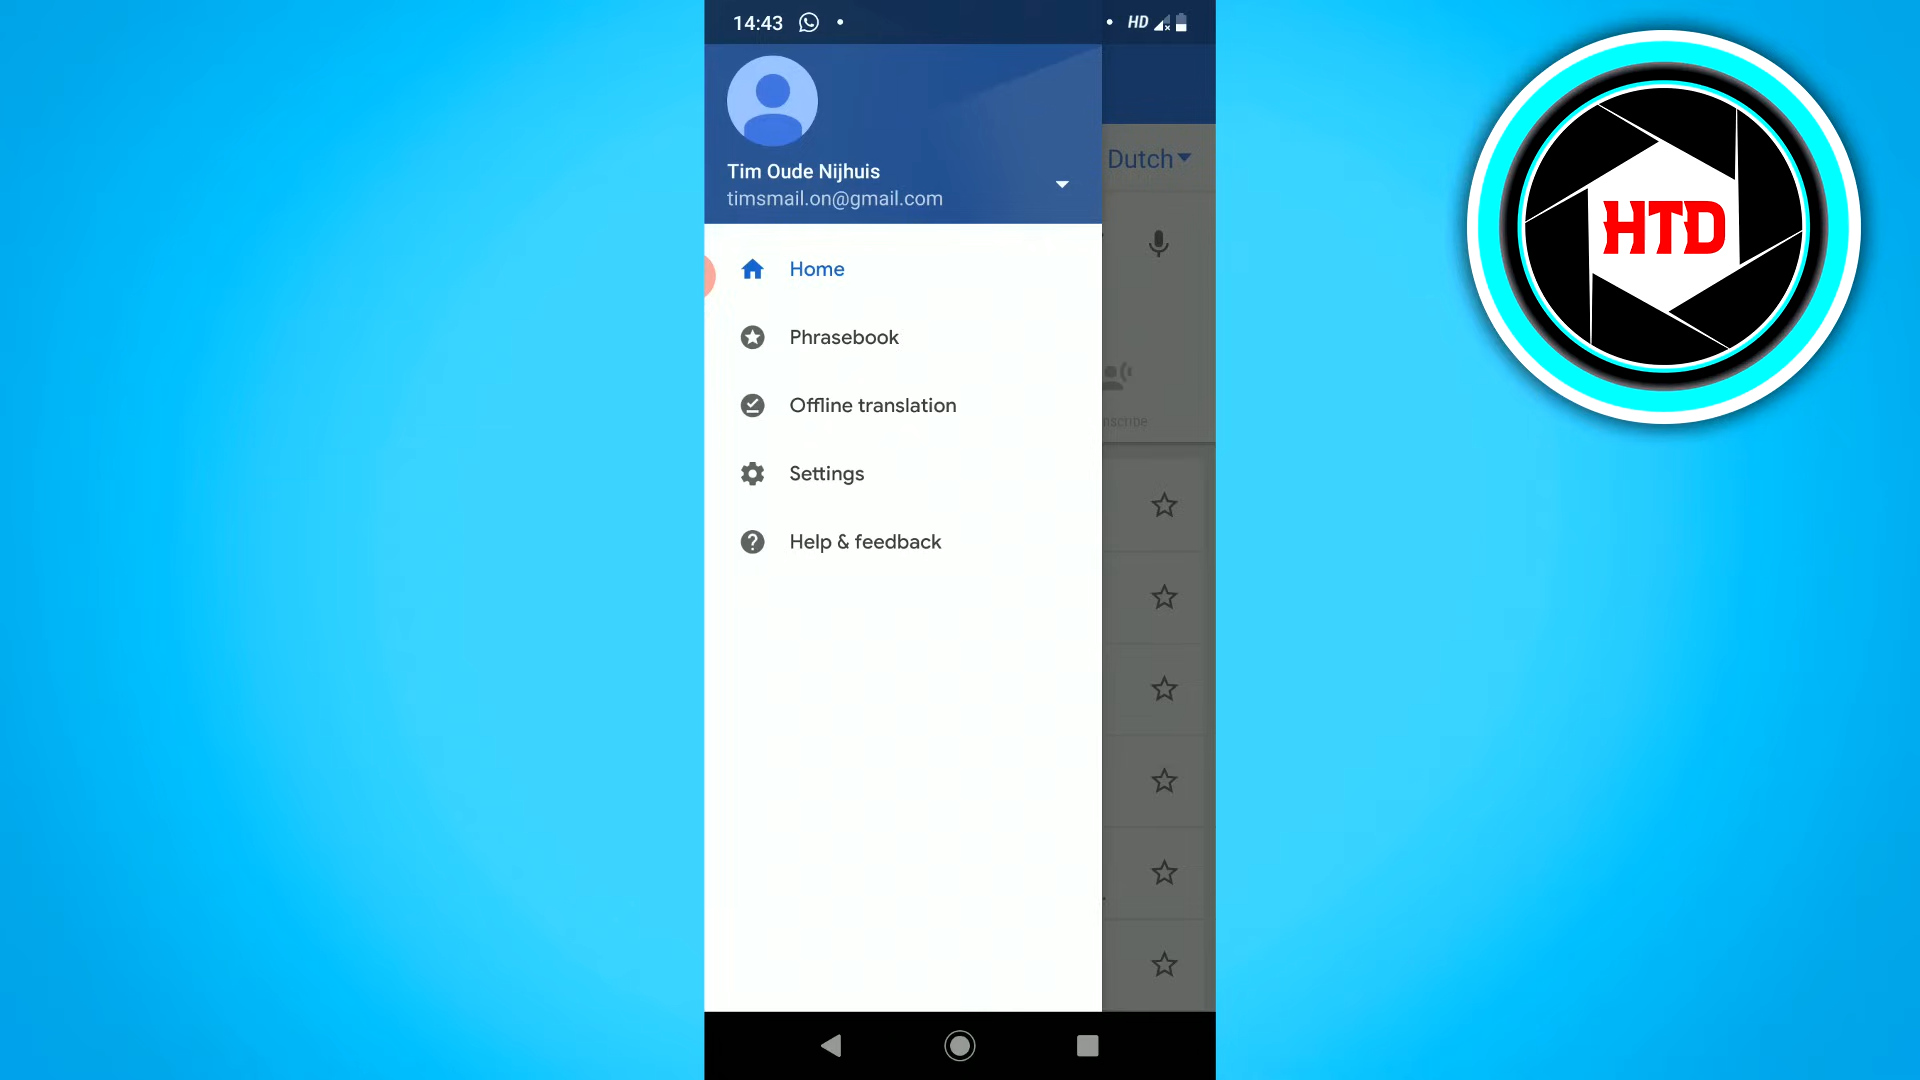 14:43
HD
Tim Oude Nijhuis
timsmail.on@gmail.com
Dutch
Home
Phrasebook
Offline translation
nscribe
Settings
Help & feedback
HTD